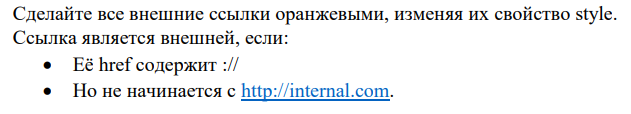 Сделайте все внешние ссылки оранжевыми, изменяя их свойство style.
Ссылка является внешней, если:
• Её href содержит ://
• Но не начинается с http://internal.com.